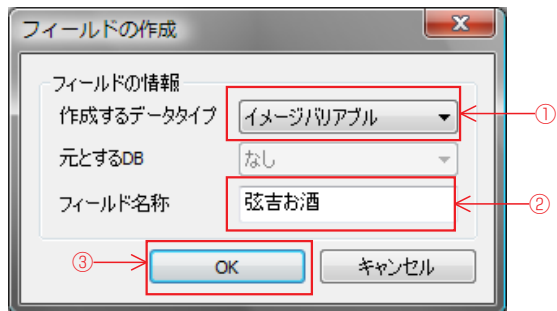 フィールドの作成
フィールドの情報
作成するデータタイプ イメージバリアブル ①
元とするDB なし
フィールド名称 弦吉お酒 ②
③ OK キャンセル